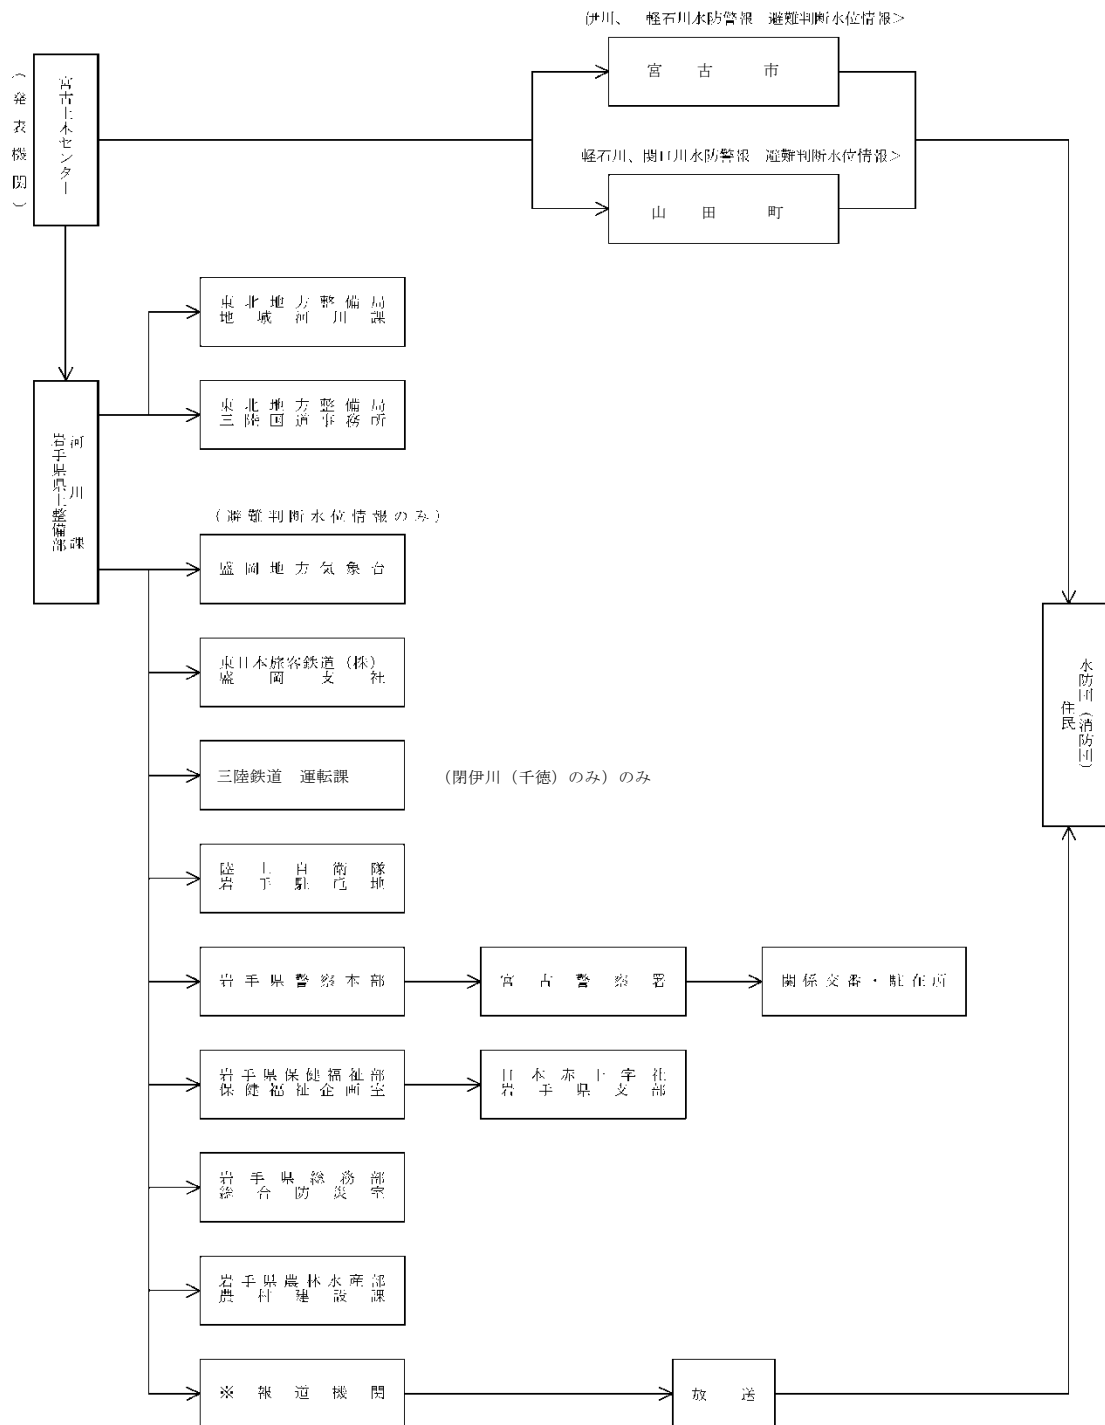 伊川、　軽石川水防警報　避難判断水位情報＞
宮古市
（発表機関）
宮古土木センター
軽石川、関口川水防警報　避難判断水位情報＞
山田町
東北地方整備局
地域河川課
東北地方整備局
三陸国道事務所
岩手県県土整備部
河川課
（避難判断水位情報のみ）
盛岡地方気象台
東日本旅客鉄道（株）
盛岡支社
三陸鉄道　運転課
（閉伊川（千徳）のみ）のみ
水防団（消防団）
住民
陸上自衛隊
岩手駐屯地
岩手県警察本部
宮古警察署
関係交番・駐在所
岩手県保健福祉部
保健福祉企画室
日本赤十字社
岩手県支部
岩手県総務部
総合防災室
岩手県農林水産部
農村建設課
※報道機関
放送